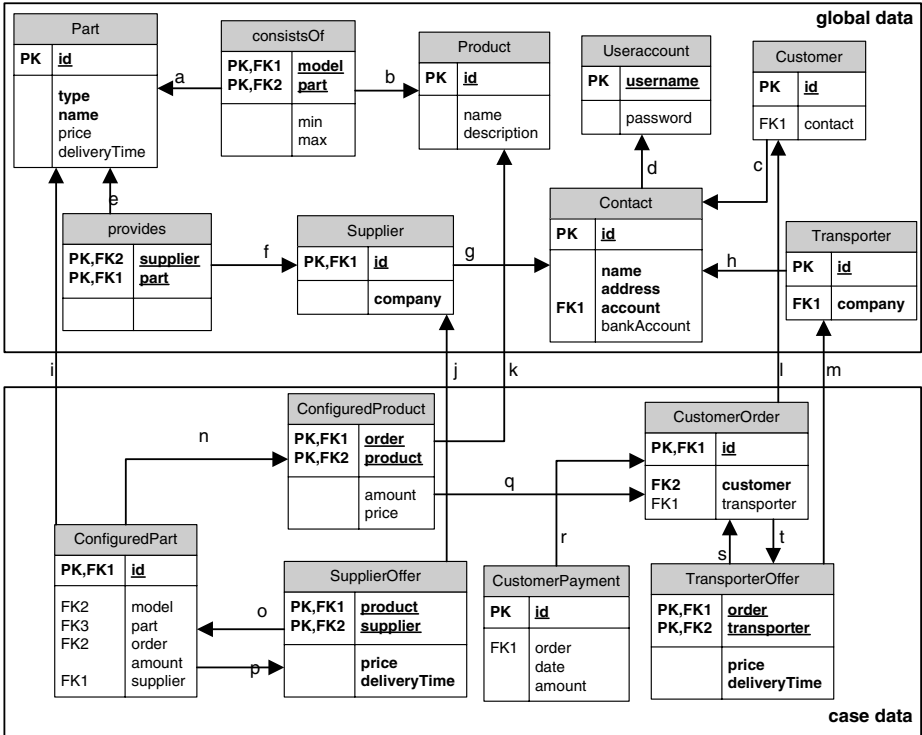 global data
Part
PK id
type
name
price
deliveryTime
consistsOf
PK,FK1 model
PK,FK2 part
min
max
Product
PK id
name
description
Useraccount
PK username
password
Customer
PK id
FK1 contact
a
b
c
d
e
provides
PK,FK2 supplier
PK,FK1 part
f
Supplier
PK,FK1 id
company
g
Contact
PK id
name
address
FK1 account
bankAccount
h
Transporter
PK id
FK1 company
i
j
k
l
m
ConfiguredProduct
PK,FK1 order
PK,FK2 product
amount
price
n
q
CustomerOrder
PK,FK1 id
FK2 customer
FK1 transporter
r
s
t
ConfiguredPart
PK,FK1 id
FK2 model
FK3 part
FK2 order
amount
FK1 supplier
o
p
SupplierOffer
PK,FK1 product
PK,FK2 supplier
price
deliveryTime
CustomerPayment
PK id
FK1 order
date
amount
TransporterOffer
PK,FK1 order
PK,FK2 transporter
price
deliveryTime
case data